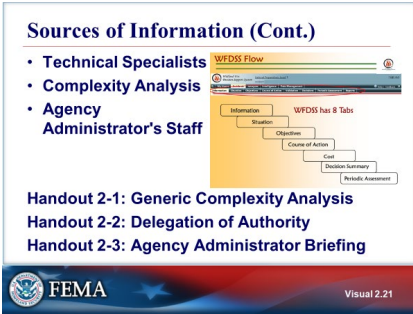 Sources of Information (Cont.)
• Technical Specialists
• Complexity Analysis
• Agency
Administrator's Staff
WFDSS Flow
WFDSS has 8 Tabs
Information
Situation
Objectives
Course of Action
Cost
Decision Summary
Periodic Assessment
Handout 2-1: Generic Complexity Analysis
Handout 2-2: Delegation of Authority
Handout 2-3: Agency Administrator Briefing
FEMA
Visual 2.21